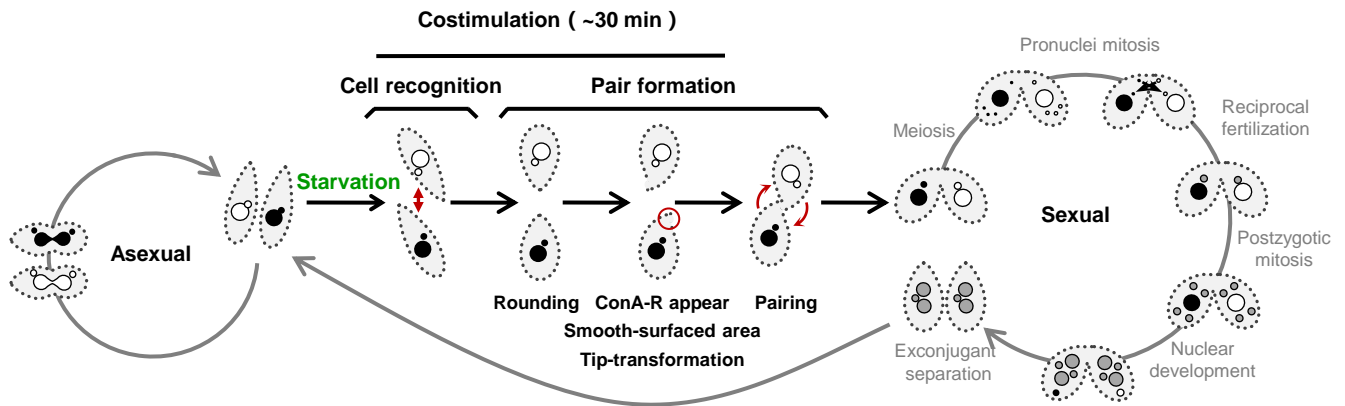 Costimulation ( ~30 min )
Cell recognition
Pair formation
Starvation
Asexual
Rounding
ConA-R appear
Pairing
Smooth-surfaced area
Tip-transformation
Sexual
Meiosis
Pronuclei mitosis
Reciprocal
fertilization
Postzygotic
mitosis
Nuclear
development
Exconjugant
separation